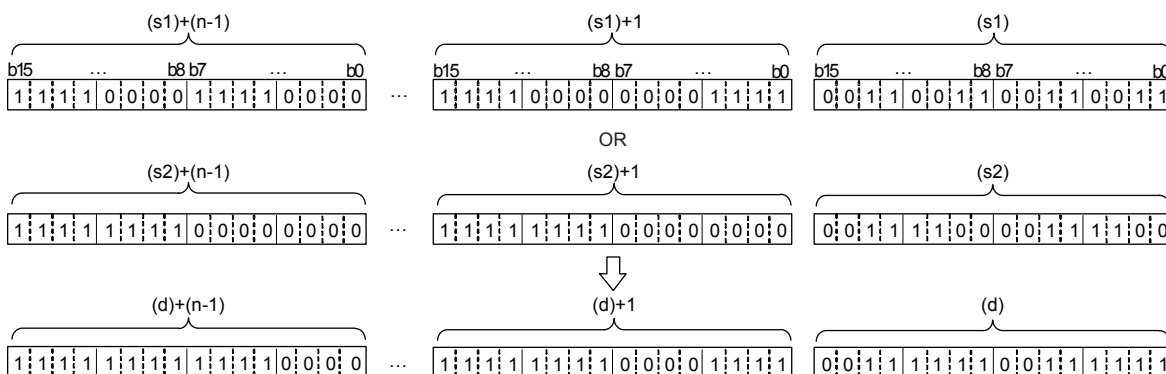 (s1)+(n-1) (s1)+1 (s1)
b15 ... b8 b7 ... b0 b15 ... b8 b7 ... b0 b15 ... b8 b7 ... b0
1 1 1 1 0 0 0 0 1 1 1 1 0 0 0 0 ... 1 1 1 1 0 0 0 0 0 0 0 0 1 1 1 1 0 0 1 1 0 0 1 1 0 0 1 1 0 0 1 1
OR
(s2)+(n-1) (s2)+1 (s2)
1 1 1 1 1 1 1 1 0 0 0 0 0 0 0 0 ... 1 1 1 1 1 1 1 1 0 0 0 0 0 0 0 0 0 0 1 1 1 1 0 0 0 0 1 1 1 1 0 0
(d)+(n-1) (d)+1 (d)
1 1 1 1 1 1 1 1 1 1 1 1 0 0 0 0 ... 1 1 1 1 1 1 1 1 0 0 0 0 1 1 1 1 0 0 1 1 1 1 1 1 0 0 1 1 1 1 1 1